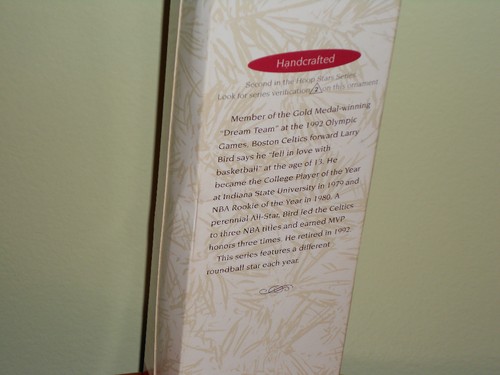 Handcrafted
Second in the Hoop Stars Series
Look for series verification 2 on this ornament
Member of the Gold Medal-winning
"Dream Team" at the 1992 Olympic
Games, Boston Celtics forward Larry
Bird says he "fell in love with
basketball" at the age of 13. He
became the College Player of the Year
at Indiana State University in 1979 and
NBA Rookie of the Year in 1980. A
perennial All-Star, Bird led the Celtics
to three NBA titles and earned MVP
honors three times. He retired in 1992.
This series features a different
roundball star each year.